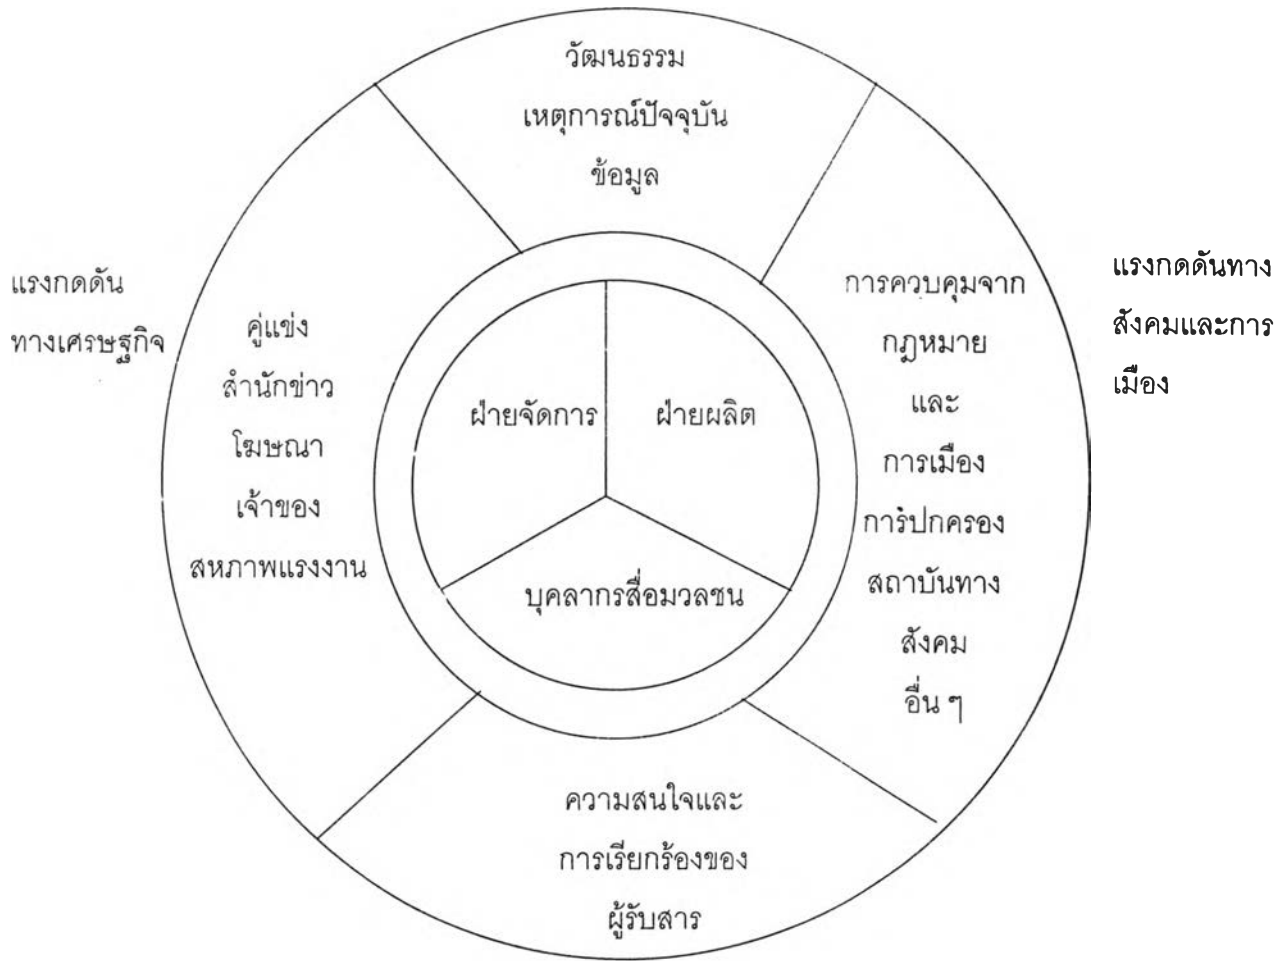 วัฒนธรรม
เหตุการณ์ปัจจุบัน
ข้อมูล
แรงกดดัน
ทางเศรษฐกิจ
คู่แข่ง
สำนักข่าว
โฆษณา
เจ้าของ
สหภาพแรงงาน
ฝ่ายจัดการ
ฝ่ายผลิต
บุคลากรสื่อมวลชน
การควบคุมจาก
กฎหมาย
และ
การเมือง
การปกครอง
สถาบันทาง
สังคม
อื่น ๆ
แรงกดดันทาง
สังคมและการ
เมือง
ความสนใจและ
การเรียกร้องของ
ผู้รับสาร